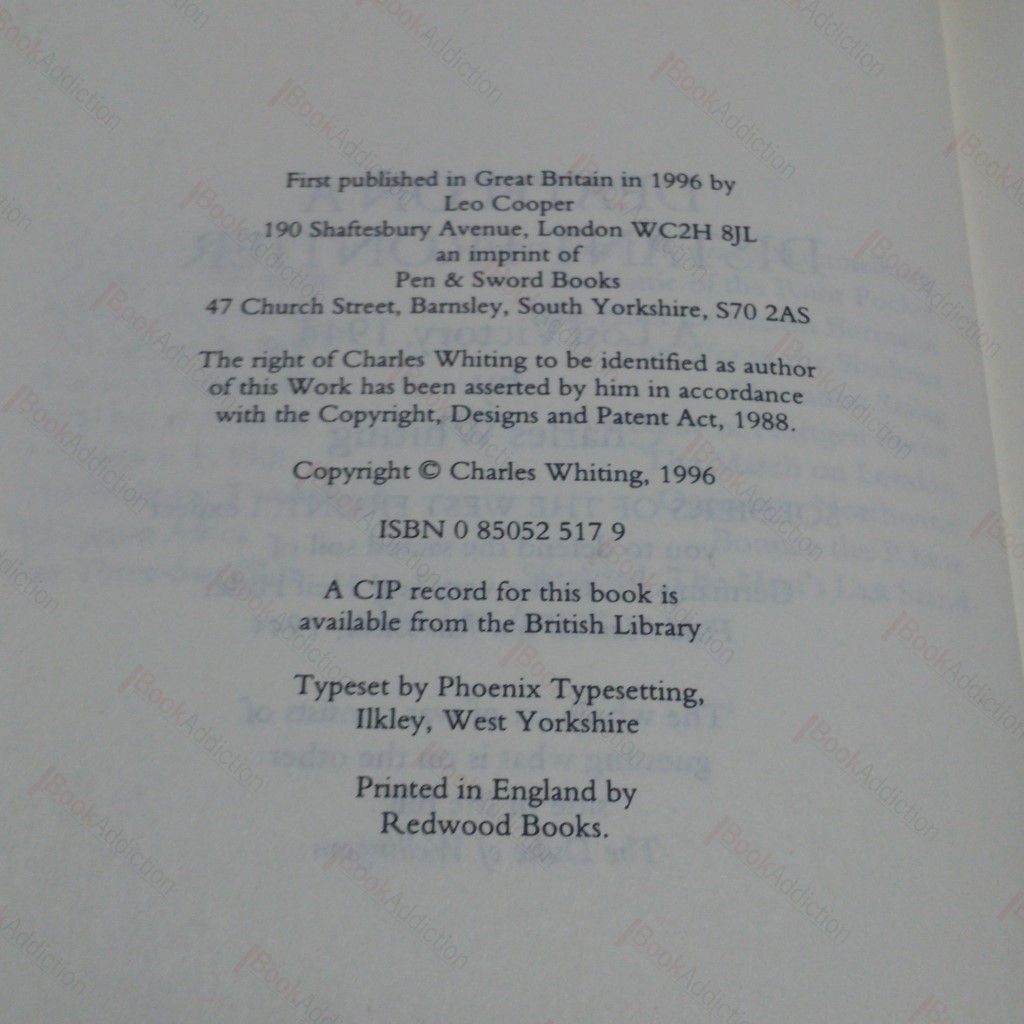 First published in Great Britain in 1996 by
Leo Cooper
190 Shaftesbury Avenue, London WC2H 8JL
an imprint of
Pen & Sword Books
47 Church Street, Barnsley, South Yorkshire, S70 2AS
The right of Charles Whiting to be identified as author
of this Work has been asserted by him in accordance
with the Copyright, Designs and Patent Act, 1988.
Copyright © Charles Whiting, 1996
ISBN 0 85052 517 9
A CIP record for this book is
available from the British Library
Typeset by Phoenix Typesetting,
Ilkley, West Yorkshire
Printed in England by
Redwood Books.